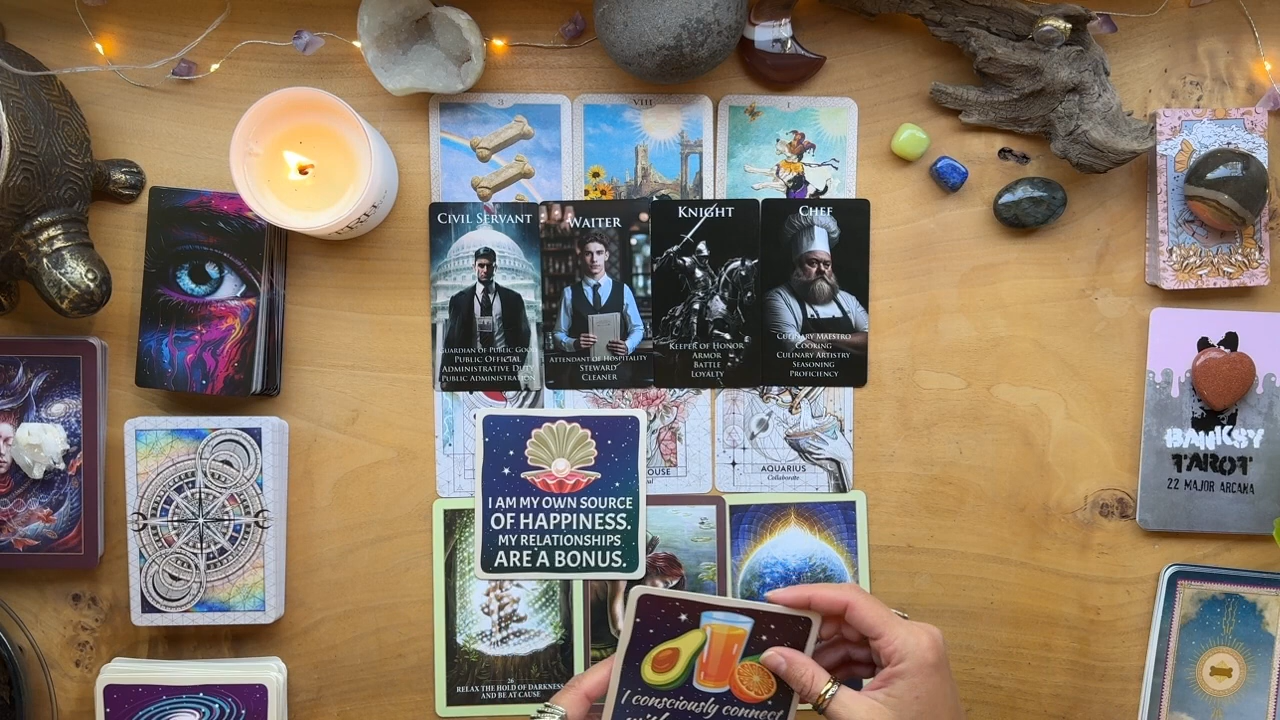 3
VIII
I
CIVIL SERVANT
GUARDIAN OF PUBLIC GOOD
PUBLIC OFFICIAL
ADMINISTRATIVE DUTY
PUBLIC ADMINISTRATION
WAITER
ATTENDANT OF HOSPITALITY
STEWARD
CLEANER
KNIGHT
KEEPER OF HONOR
ARMOR
BATTLE
LOYALTY
CHEF
CULINARY MAESTRO
COOKING
CULINARY ARTISTRY
SEASONING
PROFICIENCY
AQUARIUS
Collaborate
I AM MY OWN SOURCE
OF HAPPINESS.
MY RELATIONSHIPS
ARE A BONUS.
26
RELAX THE HOLD OF DARKNESS
AND BE AT CAUSE
I consciously connect
BANKSY
TAROT
22 MAJOR ARCANA